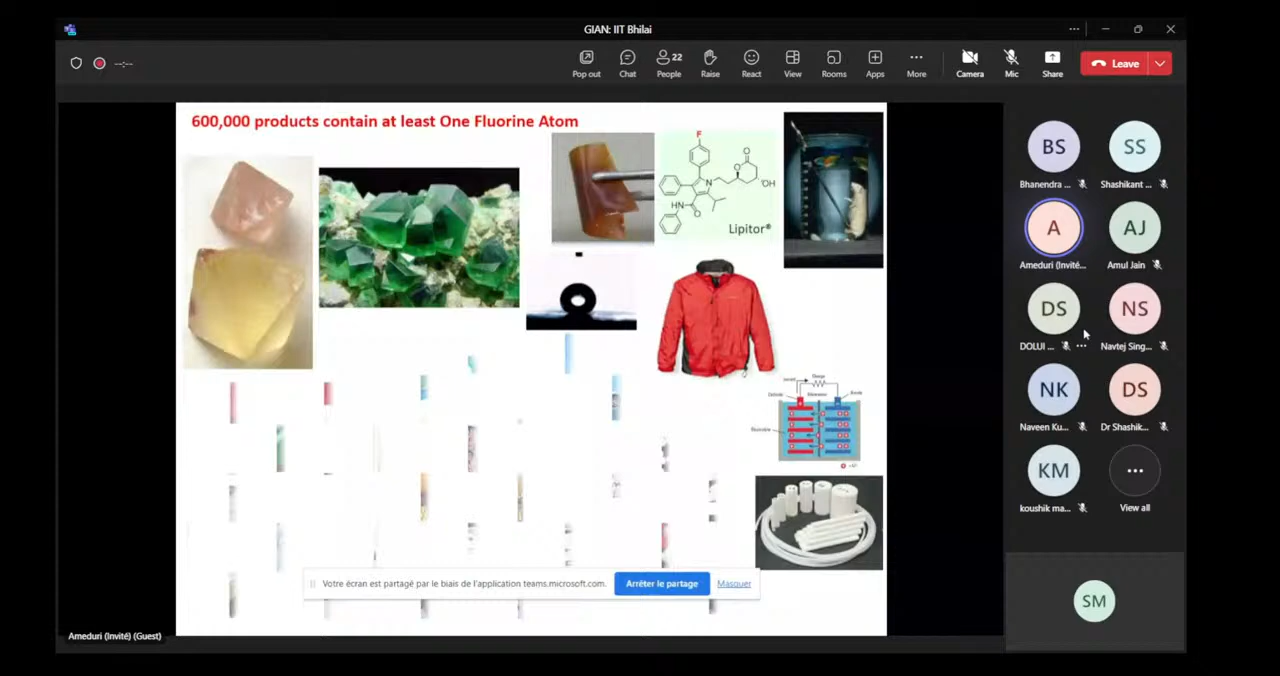 GIAN: IIT Bhilai
Pop out
Chat
22
People
Raise
React
View
Rooms
Apps
More
Camera
Mic
Share
Leave
600,000 products contain at least One Fluorine Atom
F
O
O
N
'OH
HN
O
Lipitor®
BS
Bhanendra ...
SS
Shashikant ...
A
Ameduri (Invité...
AJ
Amul Jain
DS
DOLUI ...
NS
Navtej Sing...
NK
Naveen Ku...
DS
Dr Shashik...
KM
koushik ma...
View all
SM
Votre écran est partagé par le biais de l'application teams.microsoft.com.
Arrêter le partage
Masquer
Ameduri (Invité) (Guest)